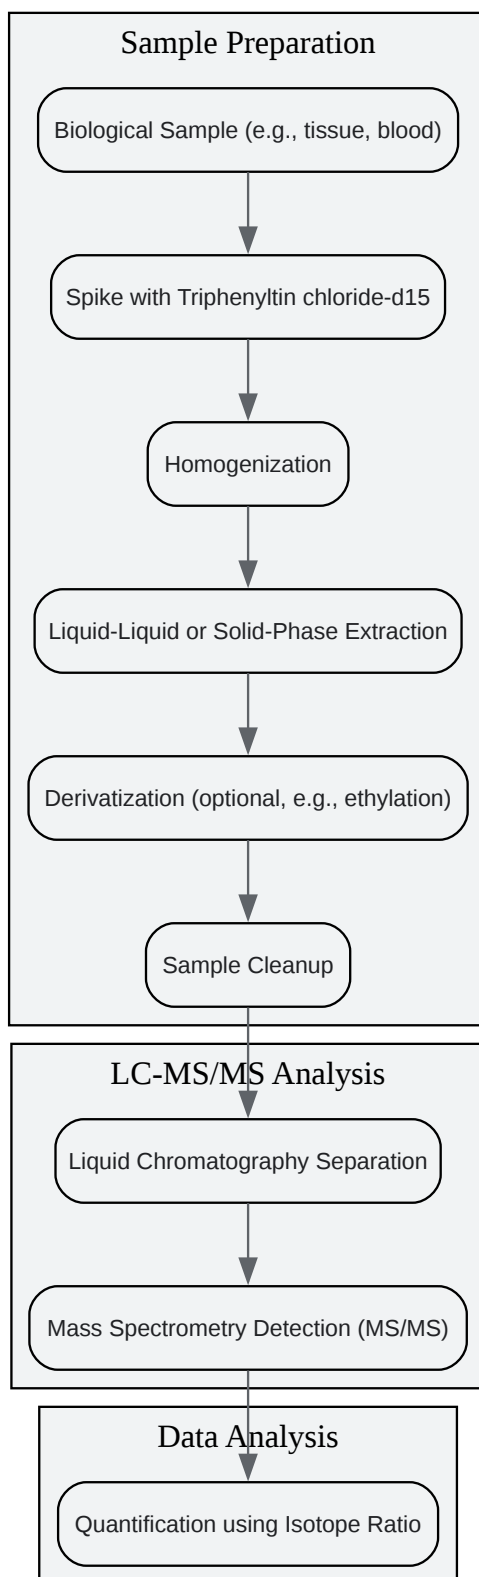 Sample Preparation
Biological Sample (e.g., tissue, blood)
Spike with Triphenyltin chloride-d15
Homogenization
Liquid-Liquid or Solid-Phase Extraction
Derivatization (optional, e.g., ethylation)
Sample Cleanup
LC-MS/MS Analysis
Liquid Chromatography Separation
Mass Spectrometry Detection (MS/MS)
Data Analysis
Quantification using Isotope Ratio